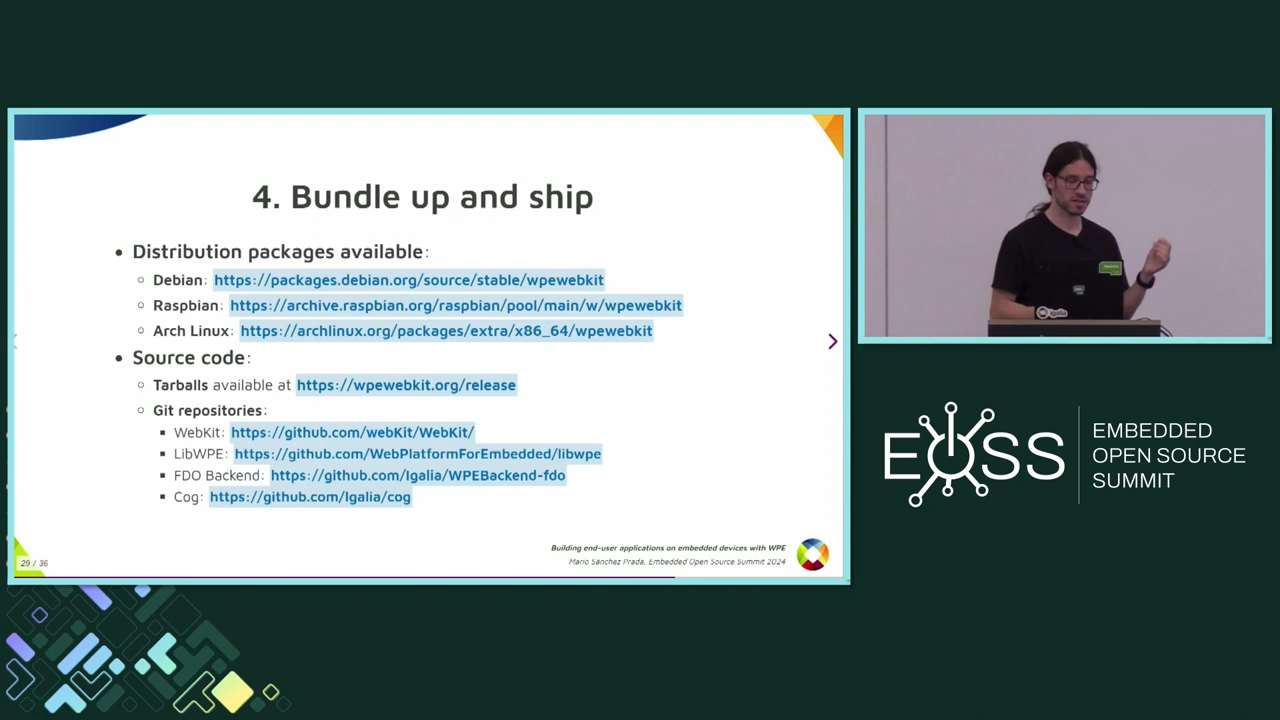 4. Bundle up and ship
• Distribution packages available:
◦ Debian: https://packages.debian.org/source/stable/wpewebkit
◦ Raspbian: https://archive.raspbian.org/raspbian/pool/main/w/wpewebkit
◦ Arch Linux: https://archlinux.org/packages/extra/x86_64/wpewebkit
• Source code:
◦ Tarballs available at https://wpewebkit.org/release
◦ Git repositories:
▪ WebKit: https://github.com/webKit/WebKit/
▪ LibWPE: https://github.com/WebPlatformForEmbedded/libwpe
▪ FDO Backend: https://github.com/Igalia/WPEBackend-fdo
▪ Cog: https://github.com/Igalia/cog
Building end-user applications on embedded devices with WPE
Mario Sánchez Prada, Embedded Open Source Summit 2024
29 / 36
igalia
EOSS
EMBEDDED
OPEN SOURCE
SUMMIT